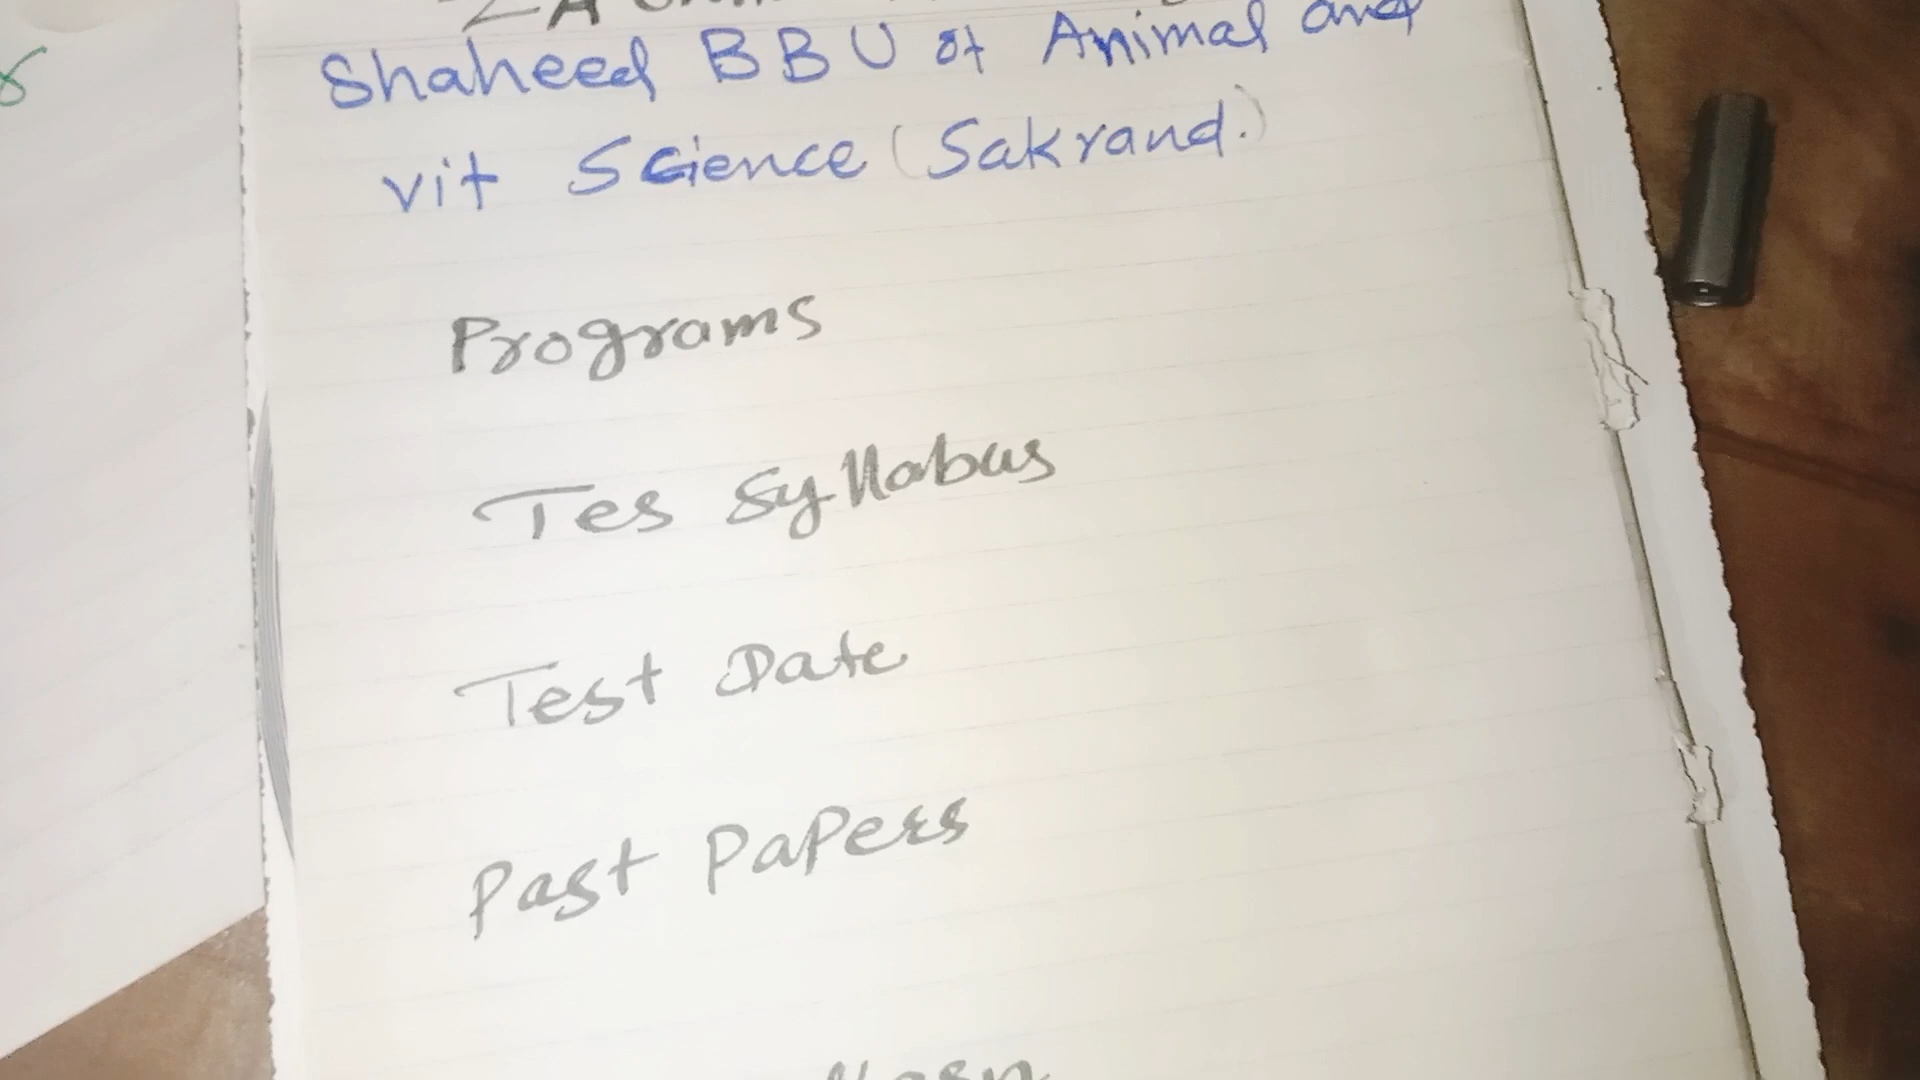 Shaheed BBU of Animal and
vit Science (Sakrand.)
Programs
Tes Syllabus
Test Date
Past Papers